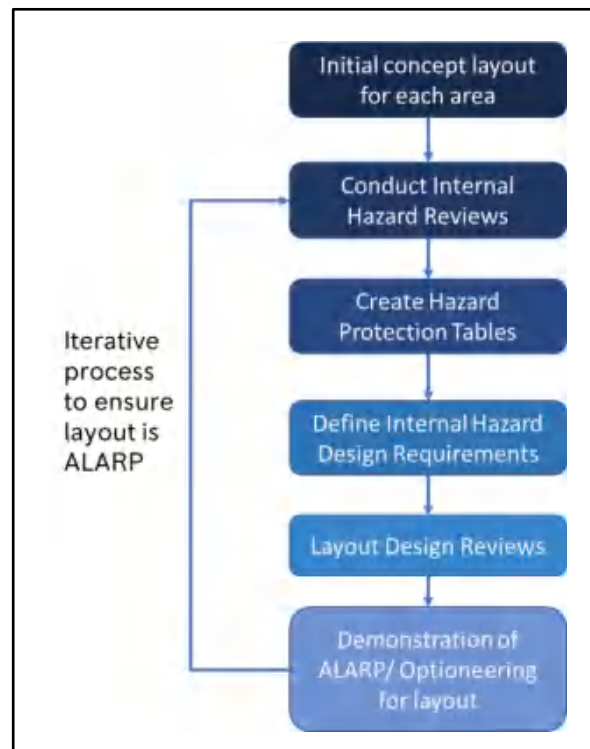 Initial concept layout
for each area
Conduct Internal
Hazard Reviews
Create Hazard
Protection Tables
Iterative
process
to ensure
layout is
ALARP
Define Internal Hazard
Design Requirements
Layout Design Reviews
Demonstration of
ALARP/ Optioneering
for layout